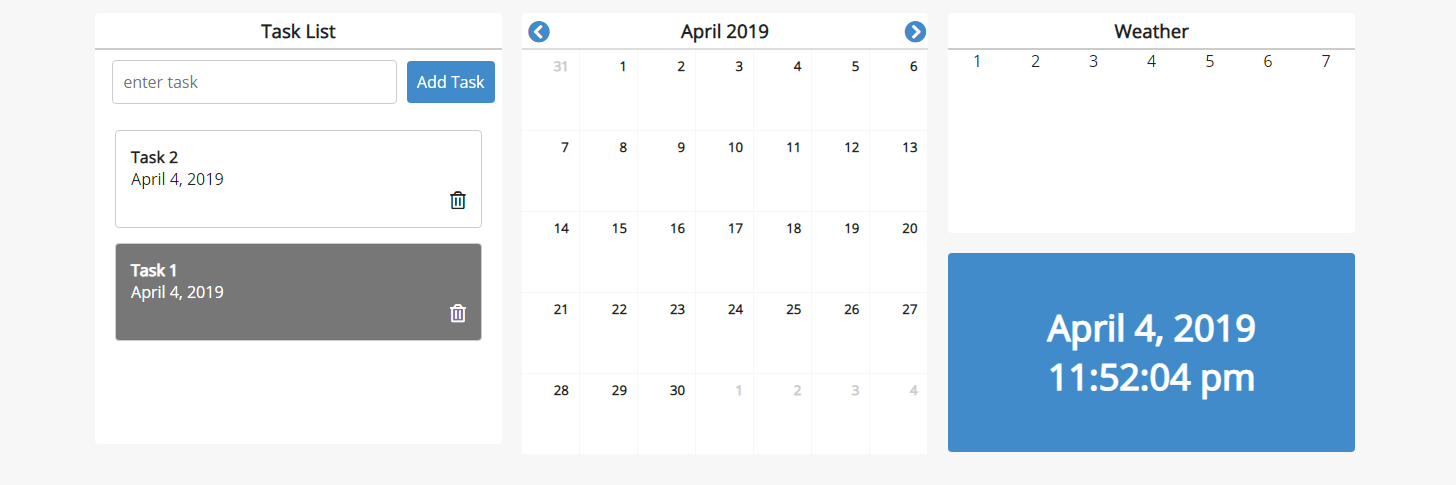 Task List
enter task
Add Task
Task 2
April 4, 2019
Task 1
April 4, 2019
April 2019
31 1 2 3 4 5 6
7 8 9 10 11 12 13
14 15 16 17 18 19 20
21 22 23 24 25 26 27
28 29 30 1 2 3 4
Weather
1 2 3 4 5 6 7
April 4, 2019
11:52:04 pm